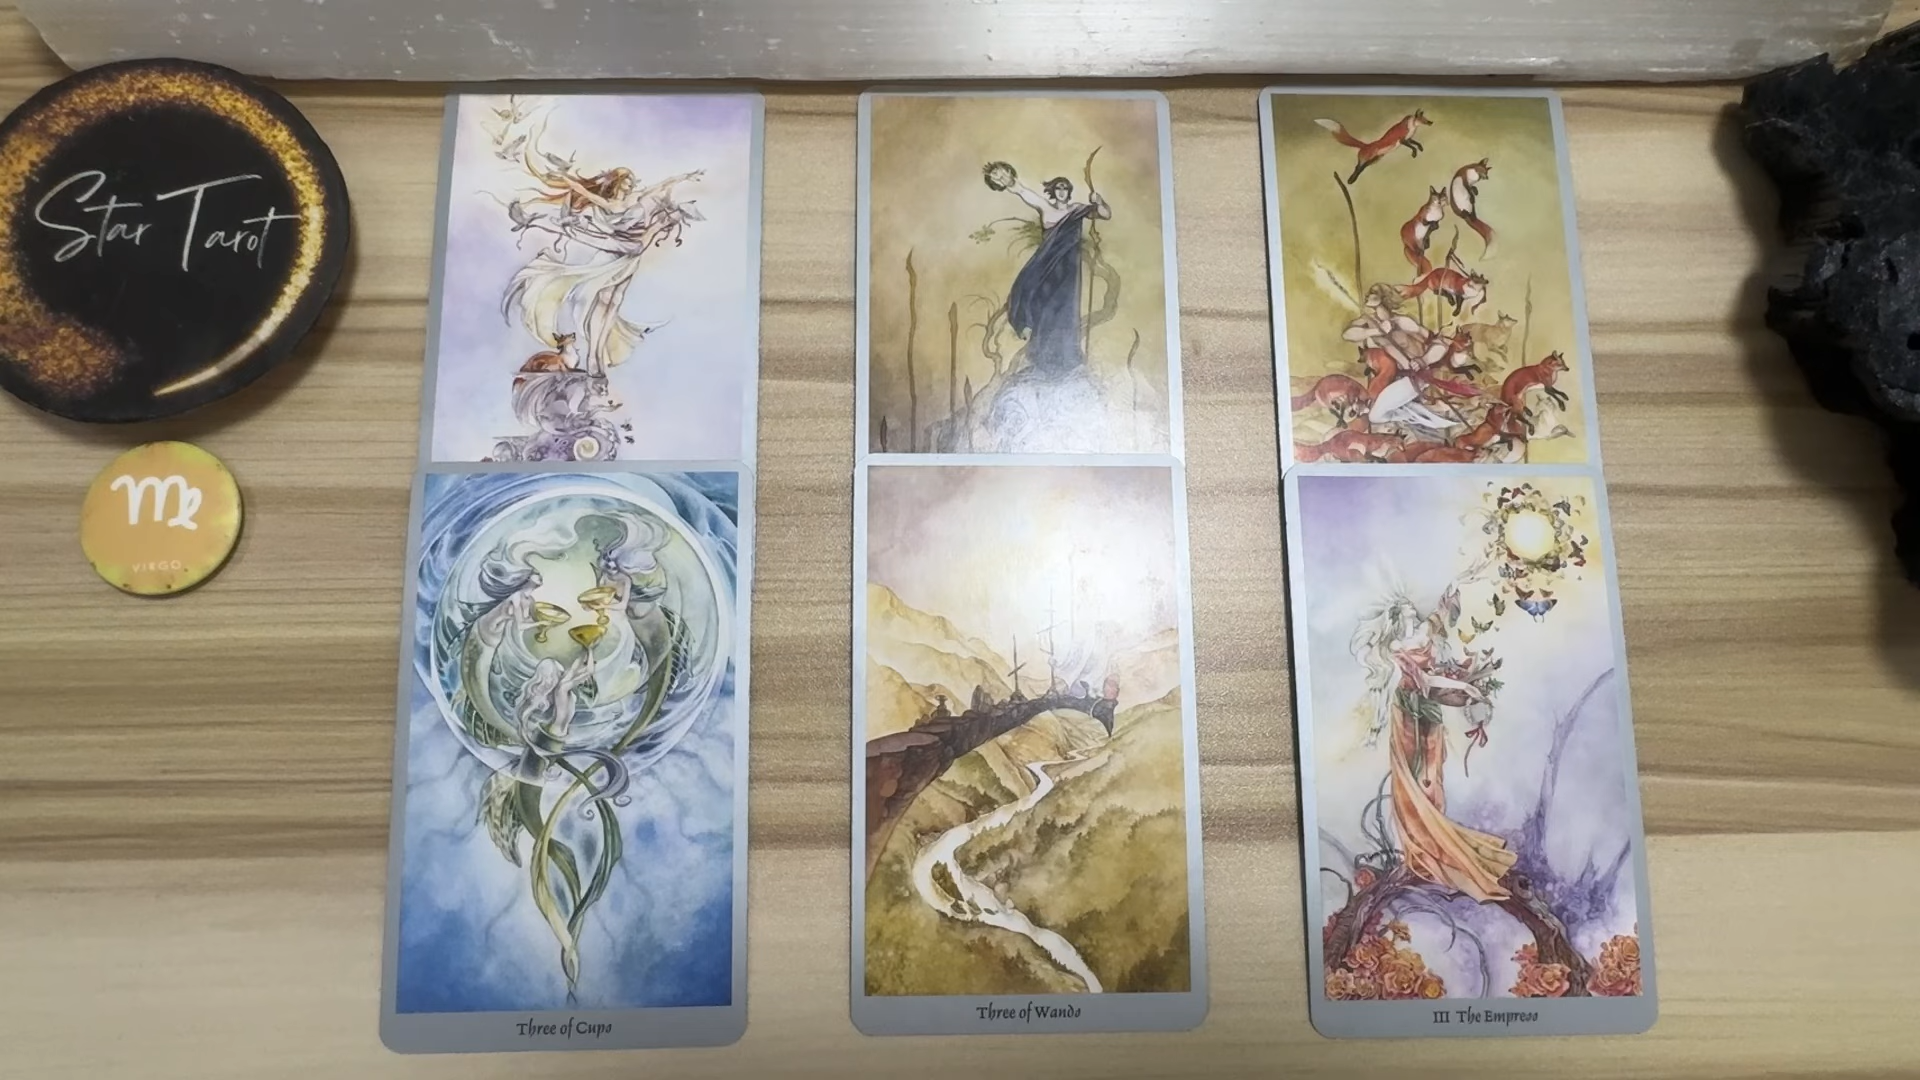 Star Tarot
VIRGO
Three of Cups
Three of Wands
III The Empress